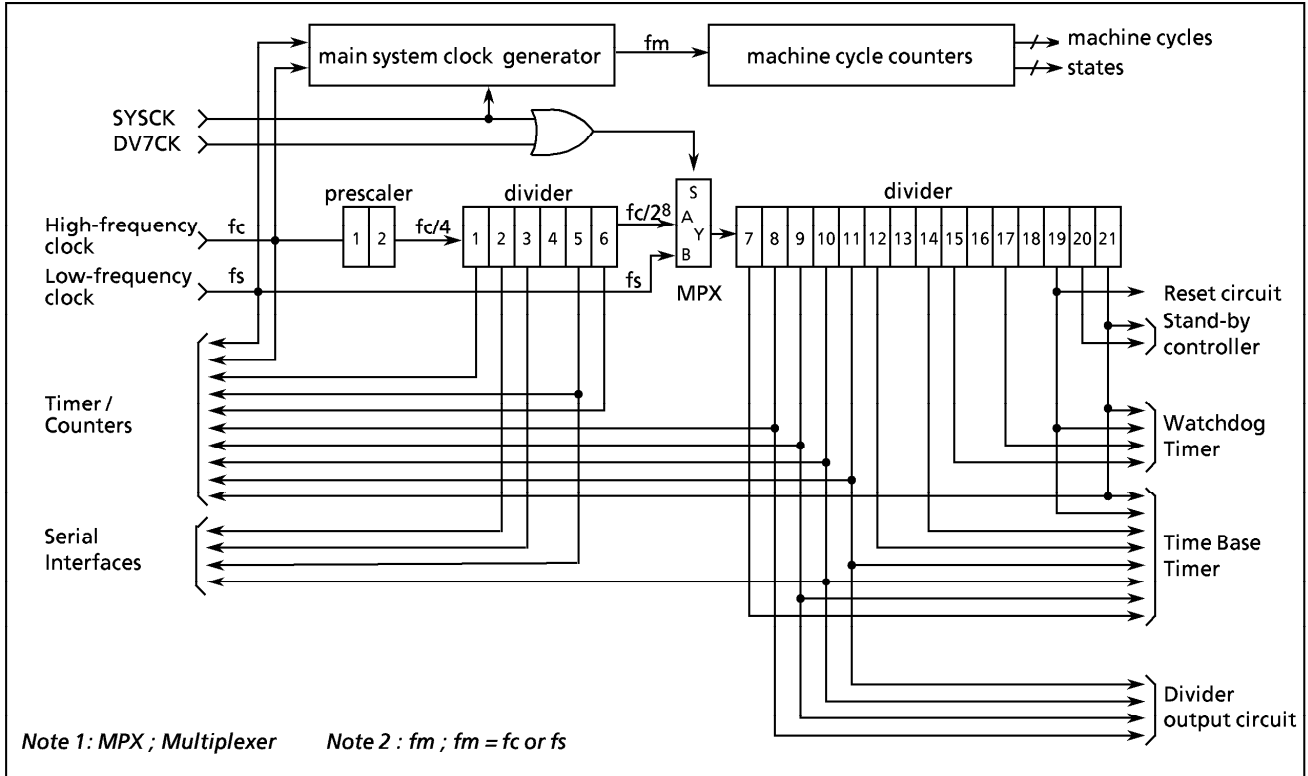 main system clock generator
fm
machine cycle counters
machine cycles
states
SYSCK
DV7CK
prescaler
divider
divider
High-frequency
clock
fc
1 2
fc/4
1 2 3 4 5 6
fc/2⁸
S
A
Y
B
7 8 9 10 11 12 13 14 15 16 17 18 19 20 21
Low-frequency
clock
fs
fs
MPX
Reset circuit
Stand-by
controller
Timer /
Counters
Watchdog
Timer
Serial
Interfaces
Time Base
Timer
Divider
output circuit
Note 1: MPX ; Multiplexer
Note 2 : fm ; fm = fc or fs